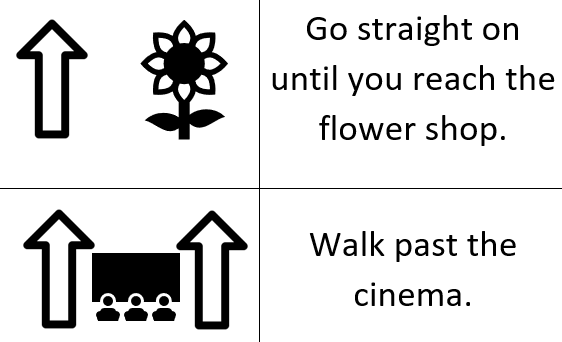 Go straight on
until you reach the
flower shop.
Walk past the
cinema.